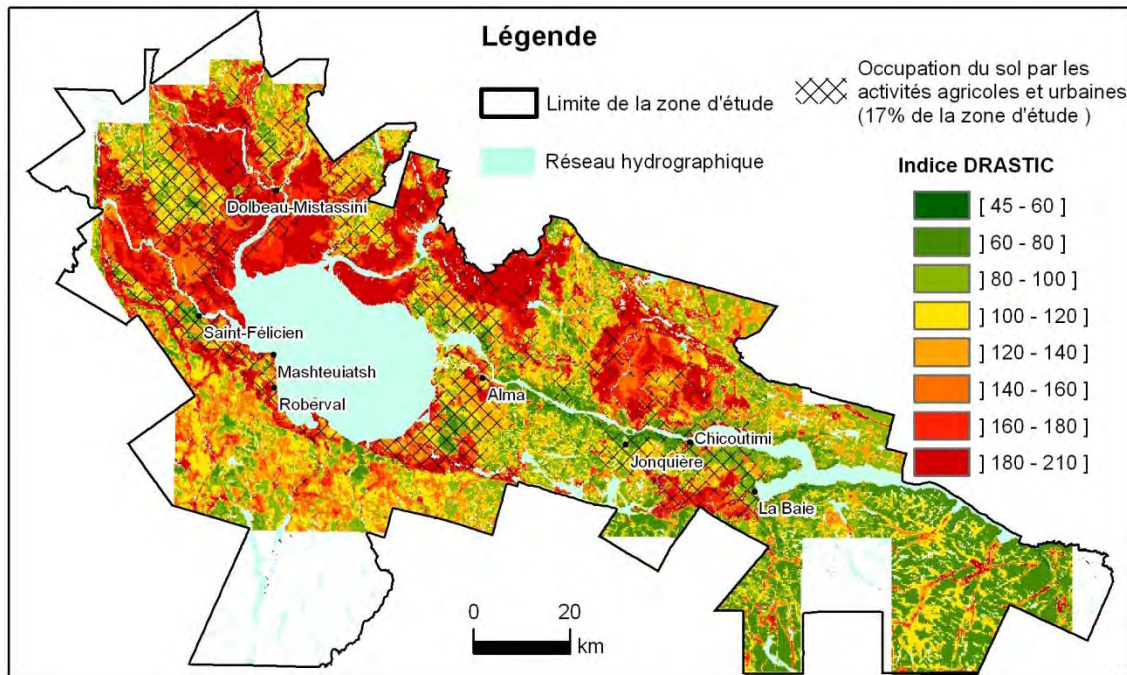 Légende
Limite de la zone d'étude
Réseau hydrographique
Occupation du sol par les
activités agricoles et urbaines
(17% de la zone d'étude )
Indice DRASTIC
[ 45 - 60 ]
] 60 - 80 ]
] 80 - 100 ]
] 100 - 120 ]
] 120 - 140 ]
] 140 - 160 ]
] 160 - 180 ]
] 180 - 210 ]
Dolbeau-Mistassini
Saint-Félicien
Mashteuiatsh
Roberval
Alma
Chicoutimi
Jonquière
La Baie
0 20
km